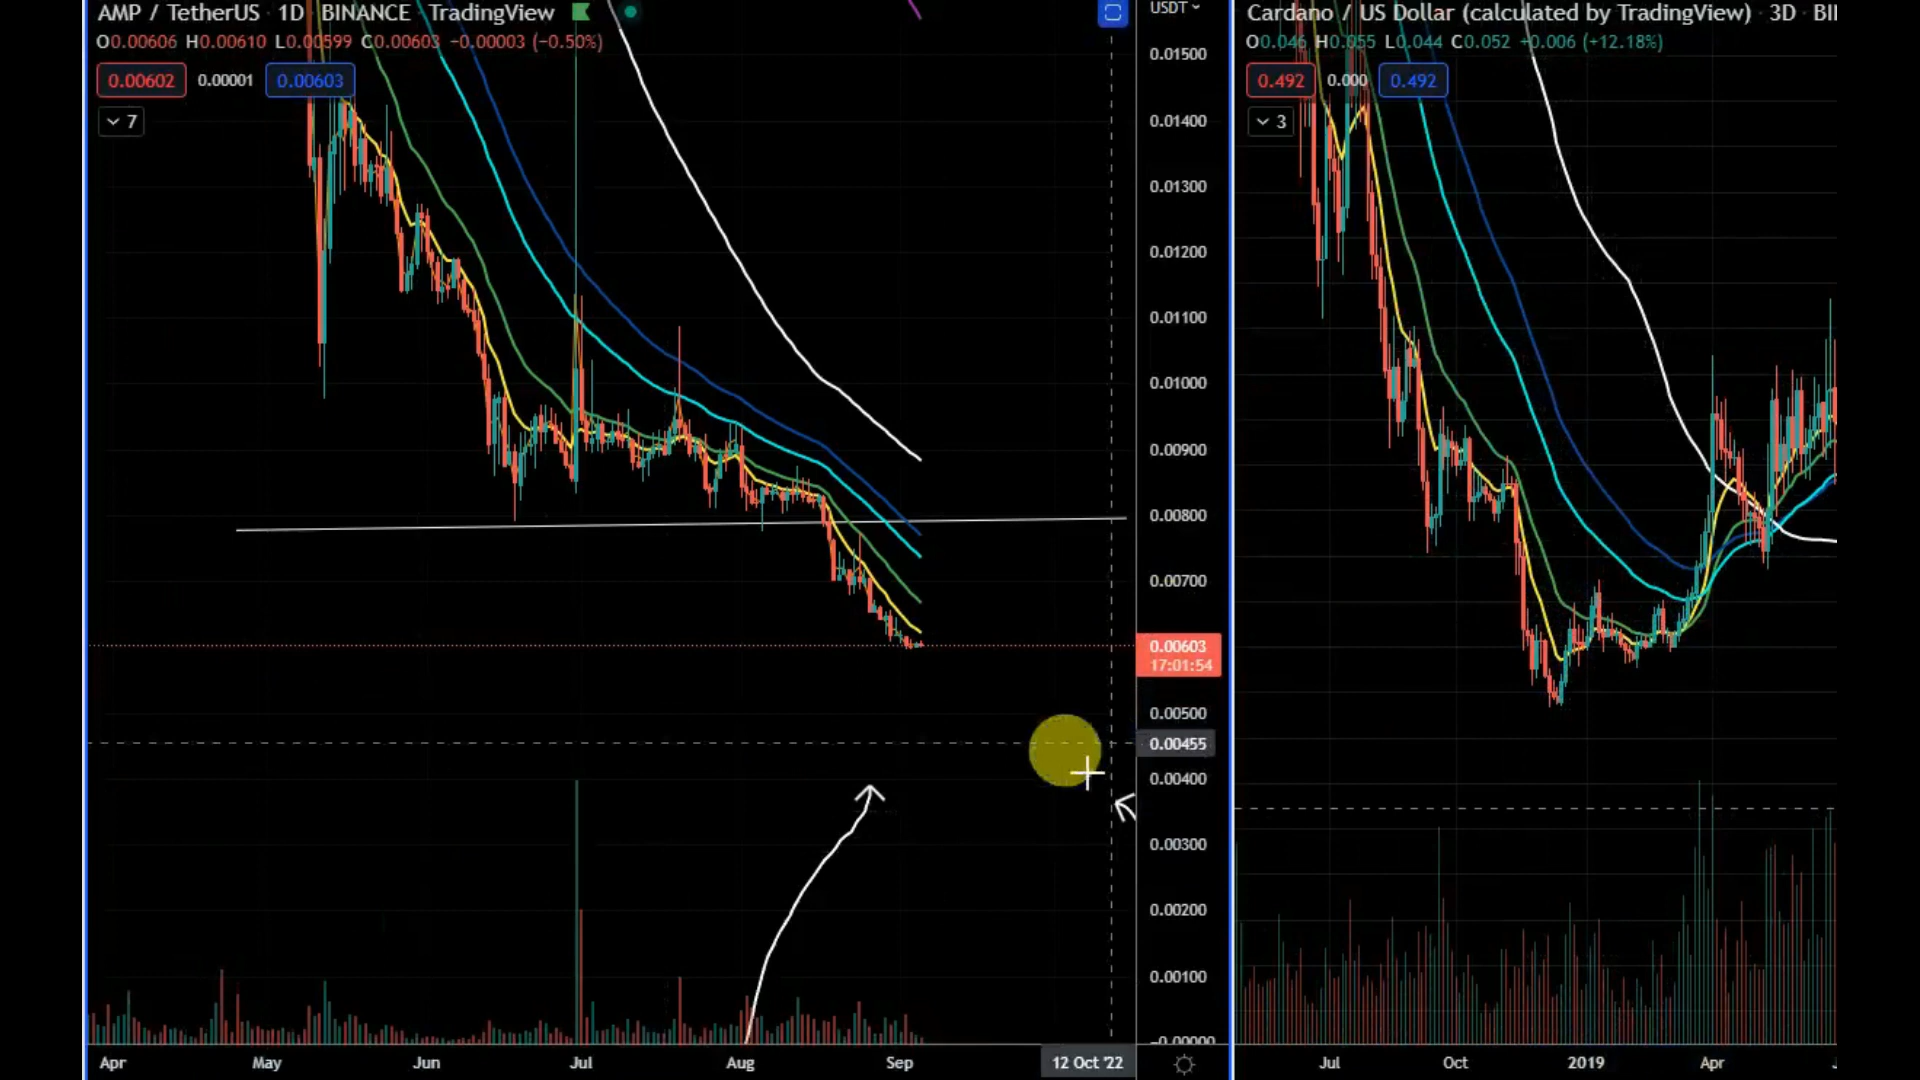 AMP / TetherUS · 1D · BINANCE · TradingView
O0.00606 H0.00610 L0.00599 C0.00603 −0.00003 (−0.50%)
0.00602 0.00001 0.00603
7
USDT
0.01500
0.01400
0.01300
0.01200
0.01100
0.01000
0.00900
0.00800
0.00700
0.00603
17:01:54
0.00500
0.00455
0.00400
0.00300
0.00200
0.00100
−0.00000
Apr May Jun Jul Aug Sep 12 Oct '22
Cardano / US Dollar (calculated by TradingView) · 3D · BI
O0.046 H0.055 L0.044 C0.052 +0.006 (+12.18%)
0.492 0.000 0.492
3
Jul Oct 2019 Apr